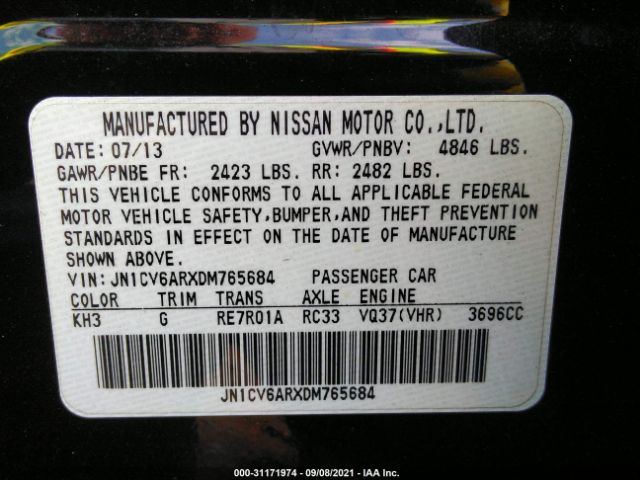 MANUFACTURED BY NISSAN MOTOR CO.,LTD.
DATE: 07/13 GVWR/PNBV: 4846 LBS.
GAWR/PNBE FR: 2423 LBS. RR: 2482 LBS.
THIS VEHICLE CONFORMS TO ALL APPLICABLE FEDERAL
MOTOR VEHICLE SAFETY,BUMPER,AND THEFT PREVENTION
STANDARDS IN EFFECT ON THE DATE OF MANUFACTURE
SHOWN ABOVE.
VIN: JN1CV6ARXDM765684 PASSENGER CAR
COLOR TRIM TRANS AXLE ENGINE
KH3 G RE7R01A RC33 VQ37(VHR) 3696CC
JN1CV6ARXDM765684
000-31171974 - 09/08/2021 - IAA Inc.